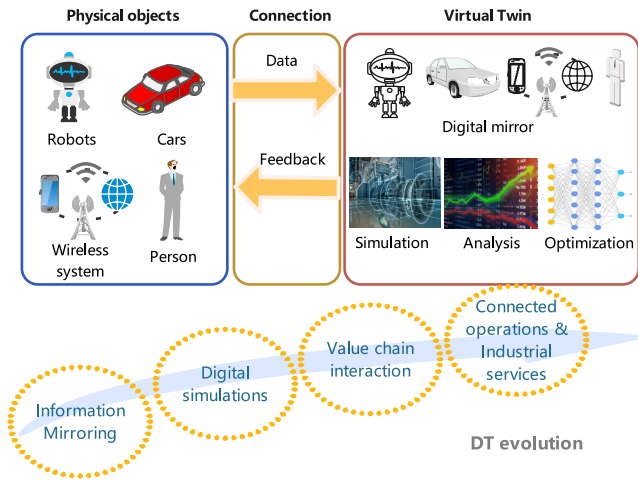 Physical objects
Connection
Virtual Twin
Robots
Cars
Wireless
system
Person
Data
Feedback
Digital mirror
Simulation
Analysis
Optimization
Information
Mirroring
Digital
simulations
Value chain
interaction
Connected
operations &
Industrial
services
DT evolution